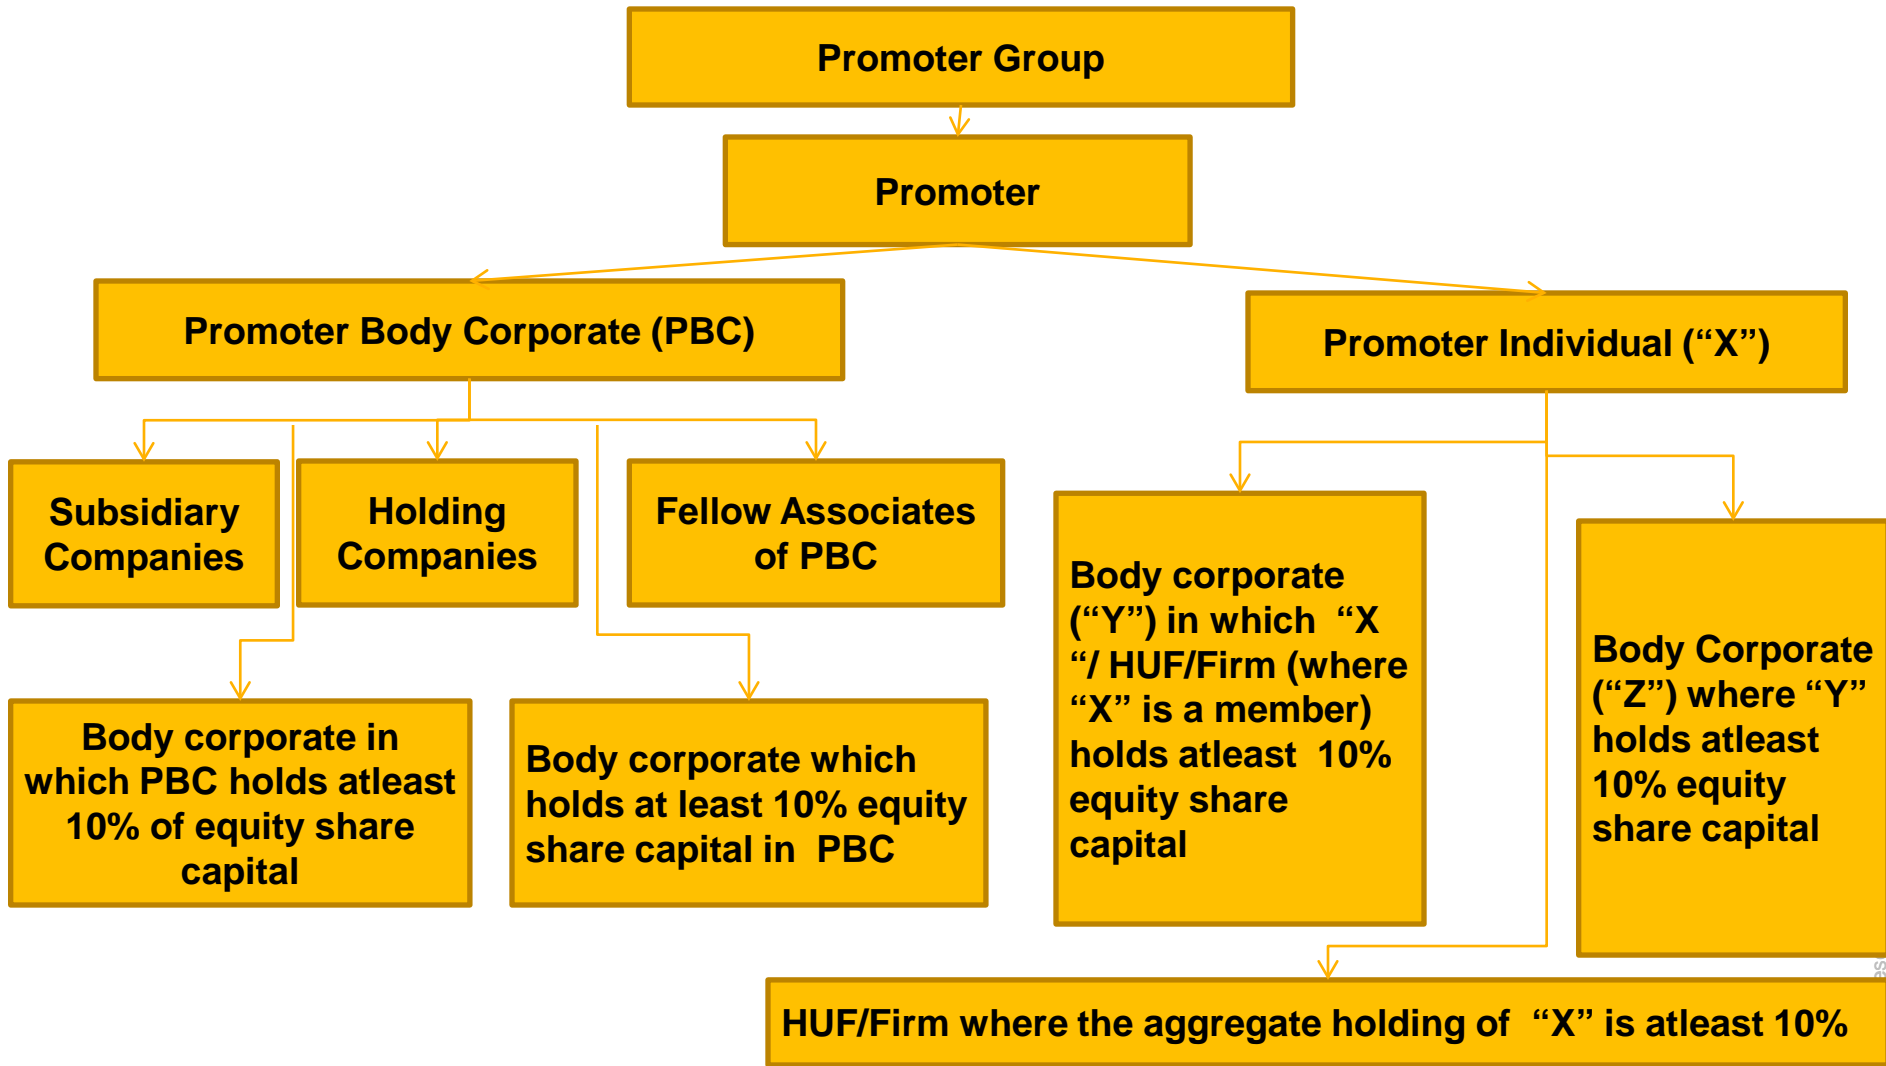 Promoter Group
Promoter
Promoter Body Corporate (PBC)
Promoter Individual (“X”)
Subsidiary
Companies
Holding
Companies
Fellow Associates
of PBC
Body corporate in
which PBC holds atleast
10% of equity share
capital
Body corporate which
holds at least 10% equity
share capital in PBC
Body corporate
(“Y”) in which “X
“/ HUF/Firm (where
“X” is a member)
holds atleast 10%
equity share
capital
Body Corporate
(“Z”) where “Y”
holds atleast
10% equity
share capital
HUF/Firm where the aggregate holding of “X” is atleast 10%